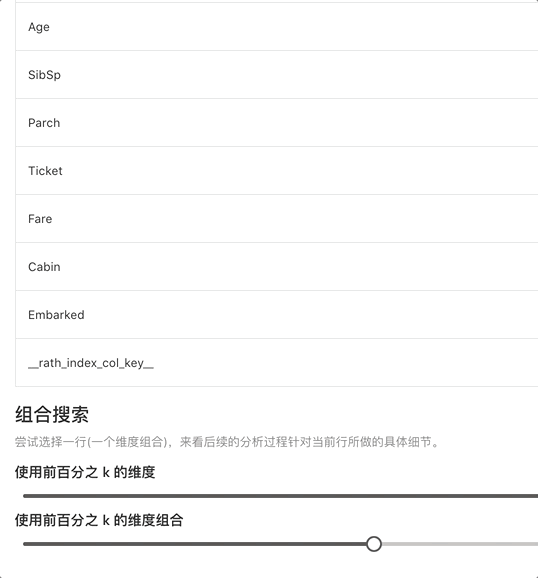 Age
SibSp
Parch
Ticket
Fare
Cabin
Embarked
__rath_index_col_key__
组合搜索
尝试选择一行(一个维度组合)，来看后续的分析过程针对当前行所做的具体细节。
使用前百分之 k 的维度
使用前百分之 k 的维度组合